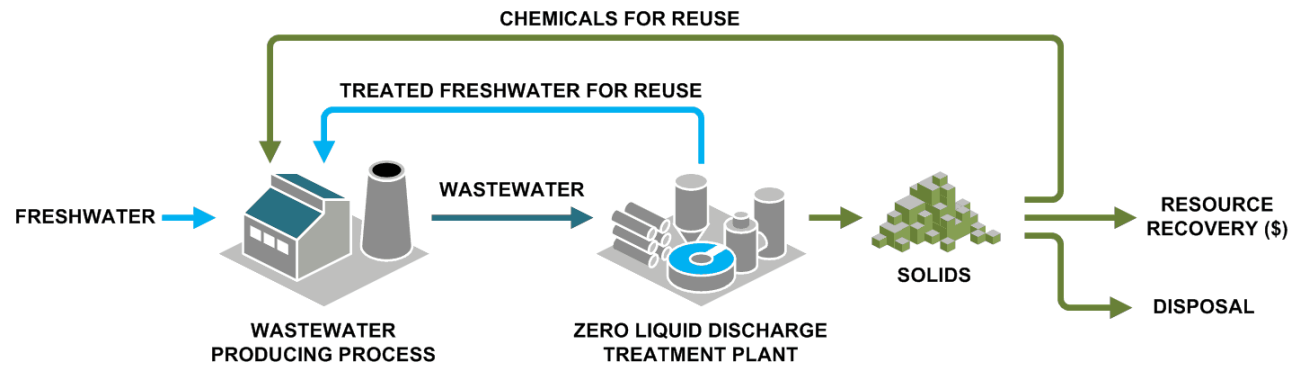 CHEMICALS FOR REUSE
TREATED FRESHWATER FOR REUSE
FRESHWATER
WASTEWATER
RESOURCE
RECOVERY ($)
SOLIDS
DISPOSAL
WASTEWATER
PRODUCING PROCESS
ZERO LIQUID DISCHARGE
TREATMENT PLANT